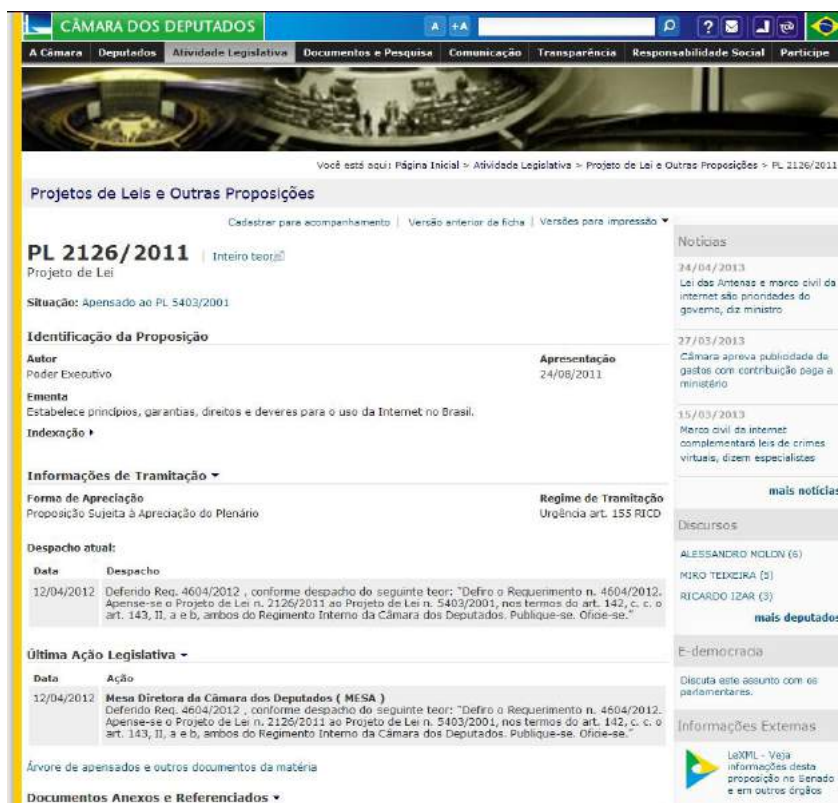 CÂMARA DOS DEPUTADOS
A +A
?
A Câmara Deputados Atividade Legislativa Documentos e Pesquisa Comunicação Transparência Responsabilidade Social Participe
Você está aqui: Página Inicial > Atividade Legislativa > Projeto de Lei e Outras Proposições > PL 2126/2011
Projetos de Leis e Outras Proposições
Cadastrar para acompanhamento | Versão anterior da ficha | Versões para impressão
PL 2126/2011 | Inteiro teor
Projeto de Lei
Situação: Apensado ao PL 5403/2001
Identificação da Proposição
Autor
Poder Executivo
Apresentação
24/08/2011
Ementa
Estabelece princípios, garantias, direitos e deveres para o uso da Internet no Brasil.
Indexação
Informações de Tramitação
Forma de Apreciação
Proposição Sujeita à Apreciação do Plenário
Regime de Tramitação
Urgência art. 155 RICD
Despacho atual:
Data Despacho
12/04/2012 Deferido Req. 4604/2012 , conforme despacho do seguinte teor: "Defiro o Requerimento n. 4604/2012.
Apense-se o Projeto de Lei n. 2126/2011 ao Projeto de Lei n. 5403/2001, nos termos do art. 142, c. c. o
art. 143, II, a e b, ambos do Regimento Interno da Câmara dos Deputados. Publique-se. Oficie-se."
Última Ação Legislativa
Data Ação
12/04/2012 Mesa Diretora da Câmara dos Deputados ( MESA )
Deferido Req. 4604/2012 , conforme despacho do seguinte teor: "Defiro o Requerimento n. 4604/2012.
Apense-se o Projeto de Lei n. 2126/2011 ao Projeto de Lei n. 5403/2001, nos termos do art. 142, c. c. o
art. 143, II, a e b, ambos do Regimento Interno da Câmara dos Deputados. Publique-se. Oficie-se."
Árvore de apensados e outros documentos da matéria
Documentos Anexos e Referenciados
Notícias
24/04/2013
Lei das Antenas e marco civil da
internet são prioridades do
governo, diz ministro
27/03/2013
Câmara aprova publicidade de
gastos com contribuição paga a
ministério
15/03/2013
Marco civil da internet
complementará leis de crimes
virtuais, dizem especialistas
mais notícias
Discursos
ALESSANDRO MOLON (6)
MIRO TEIXEIRA (5)
RICARDO IZAR (3)
mais deputados
E-democracia
Discuta este assunto com os
parlamentares.
Informações Externas
LeXML - Veja
informações desta
proposição no Senado
e em outros órgãos